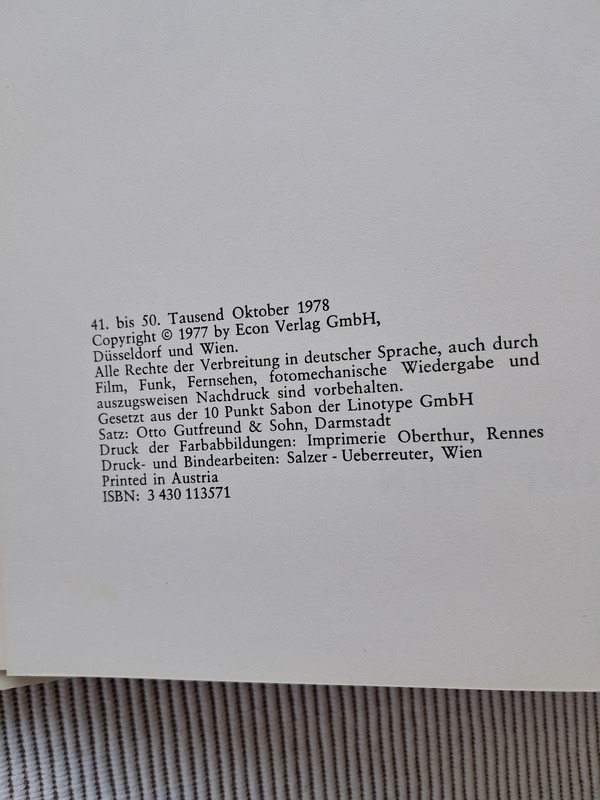 41. bis 50. Tausend Oktober 1978
Copyright © 1977 by Econ Verlag GmbH,
Düsseldorf und Wien.
Alle Rechte der Verbreitung in deutscher Sprache, auch durch
Film, Funk, Fernsehen, fotomechanische Wiedergabe und
auszugsweisen Nachdruck sind vorbehalten.
Gesetzt aus der 10 Punkt Sabon der Linotype GmbH
Satz: Otto Gutfreund & Sohn, Darmstadt
Druck der Farbabbildungen: Imprimerie Oberthur, Rennes
Druck- und Bindearbeiten: Salzer - Ueberreuter, Wien
Printed in Austria
ISBN: 3 430 113571